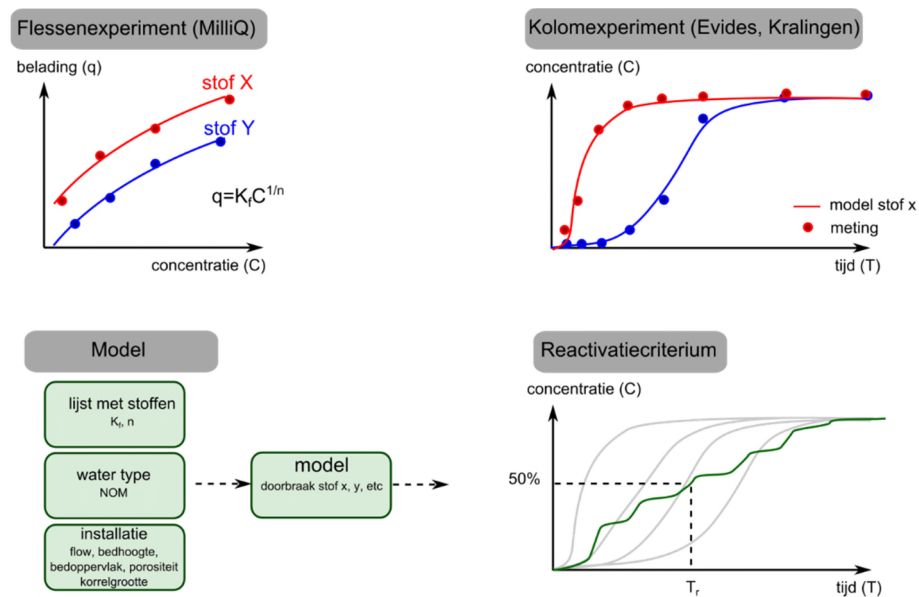 Flessenexperiment (MilliQ)
belading (q)
stof X
stof Y
q=KfC1/n
concentratie (C)
Kolomexperiment (Evides, Kralingen)
concentratie (C)
model stof x
meting
tijd (T)
Model
lijst met stoffen
Kf, n
water type
NOM
installatie
flow, bedhoogte,
bedoppervlak, porositeit
korrelgrootte
model
doorbraak stof x, y, etc
Reactivatiecriterium
concentratie (C)
50%
Tr
tijd (T)